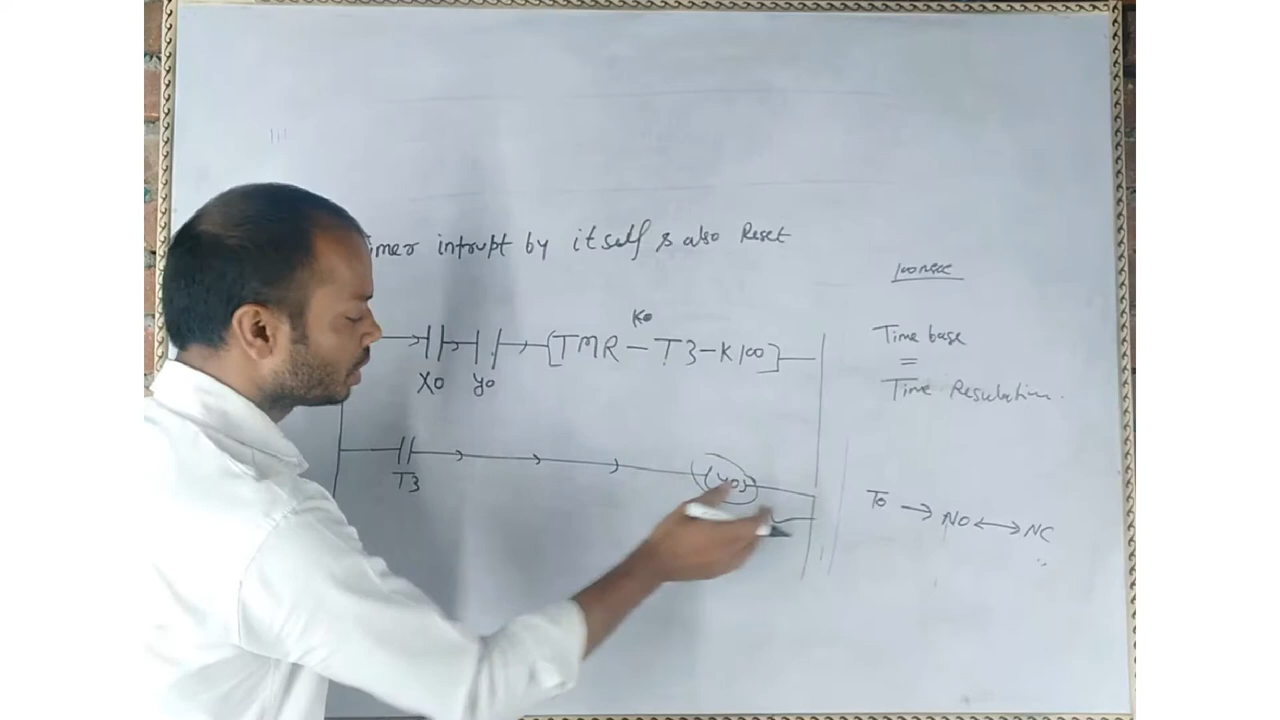 imer intrupt by itself & also Reset
100msec
K0
TMR – T3 – K100
X0
Y0
Time base
=
Time Resulation.
T3
Y0
T0 → NO ↔ NC